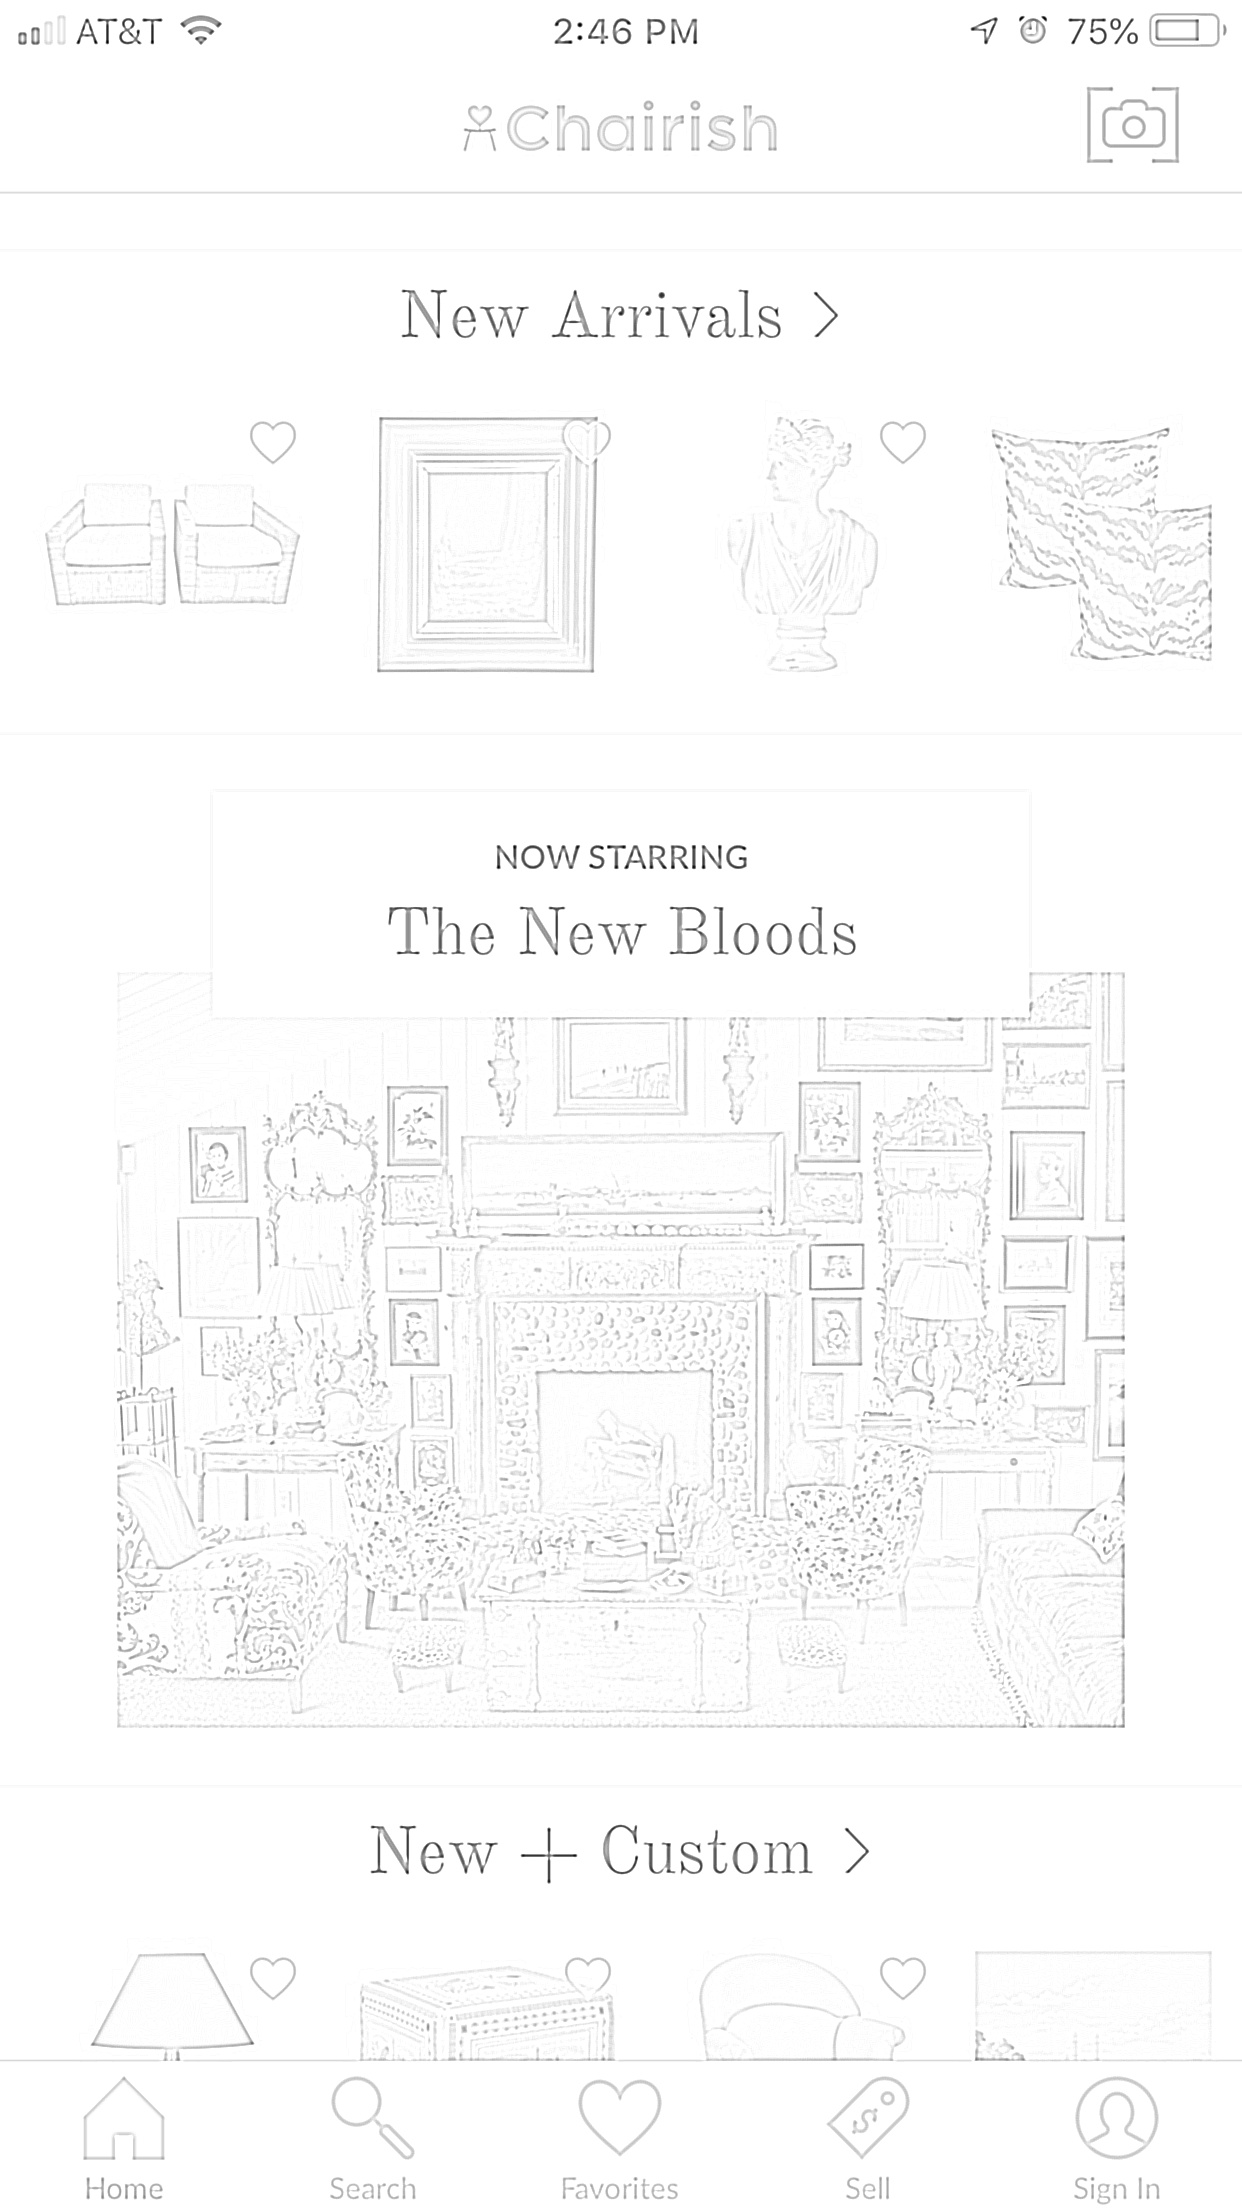 AT&T 2:46 PM 75%
Chairish
New Arrivals
NOW STARRING
The New Bloods
New + Custom
Home Search Favorites Sell Sign In